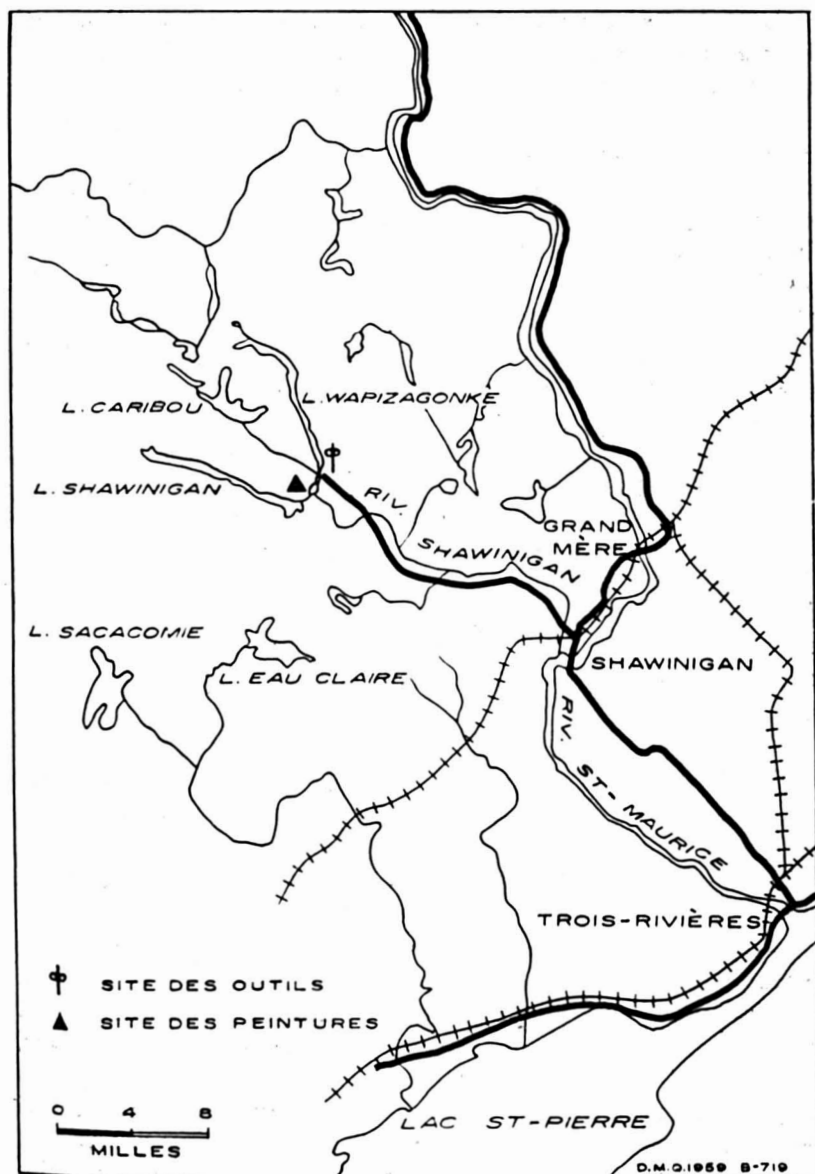 L. CARIBOU
L. WAPIZAGONKE
L. SHAWINIGAN
RIV.
SHAWINIGAN
GRAND
MÈRE
L. SACACOMIE
L. EAU CLAIRE
SHAWINIGAN
RIV. ST-MAURICE
TROIS-RIVIÈRES
SITE DES OUTILS
SITE DES PEINTURES
0 4 8
MILLES
LAC ST-PIERRE
D.M.Q.1959 B-719